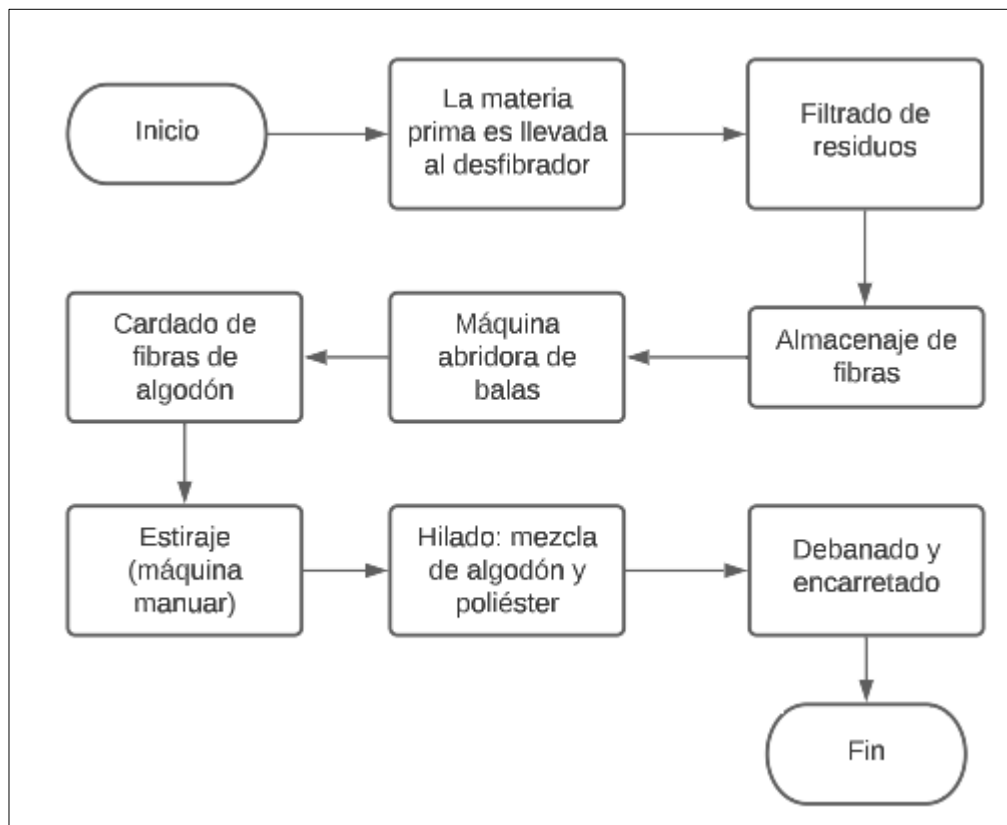 Inicio
La materia
prima es llevada
al desfibrador
Filtrado de
residuos
Almacenaje de
fibras
Máquina
abridora de
balas
Cardado de
fibras de
algodón
Estiraje
(máquina
manuar)
Hilado: mezcla
de algodón y
poliéster
Debanado y
encarretado
Fin